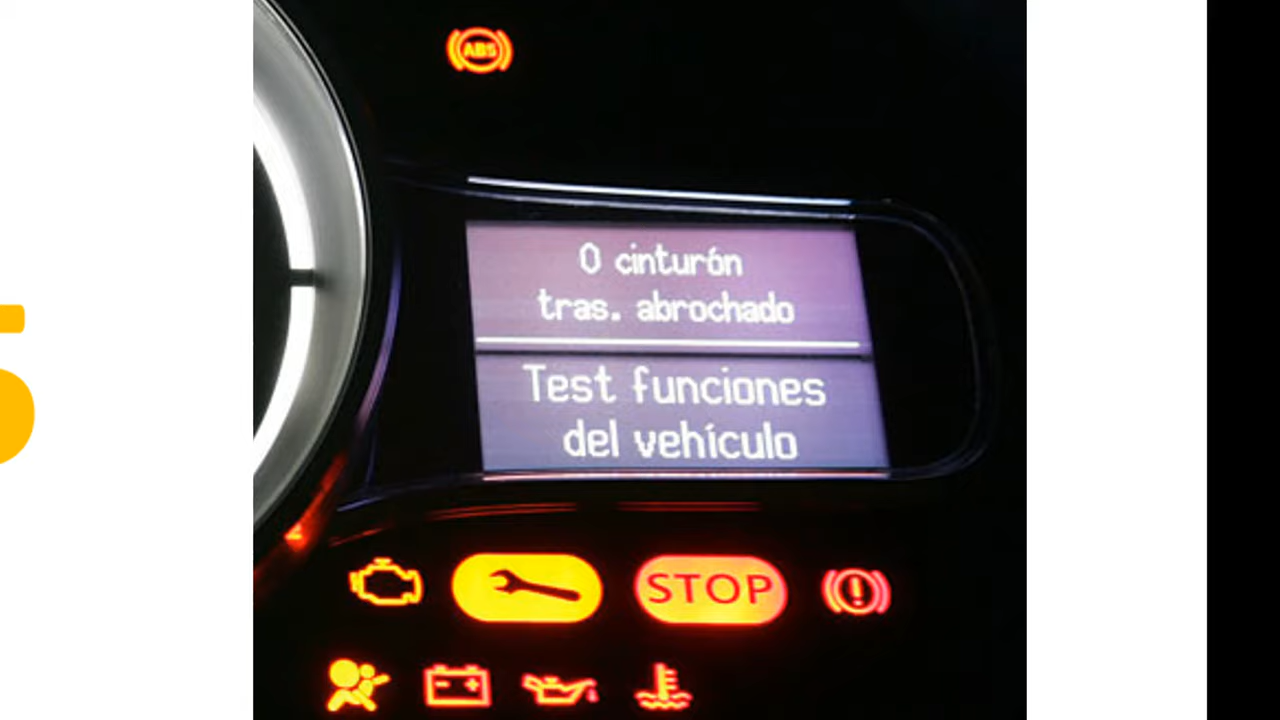 ABS
0 cinturón
tras. abrochado
Test funciones
del vehículo
STOP